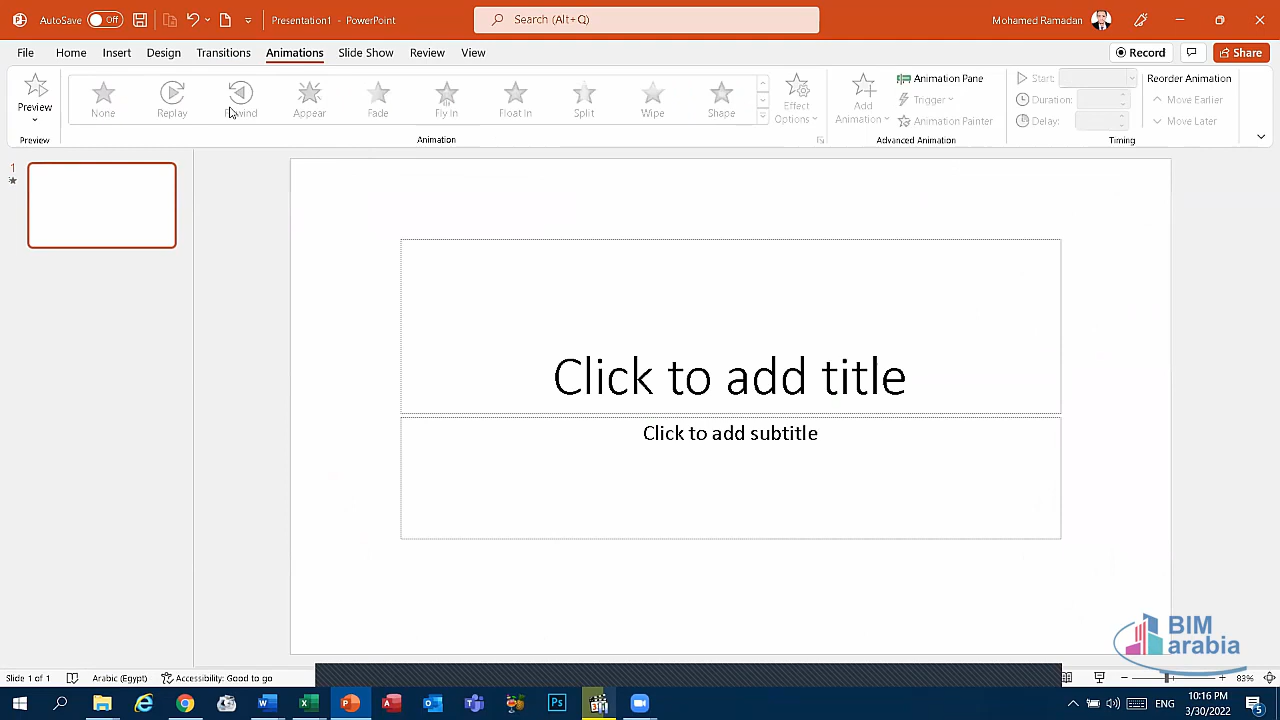 AutoSave Off Presentation1 - PowerPoint Search (Alt+Q) Mohamed Ramadan
File Home Insert Design Transitions Animations Slide Show Review View Record Share
Preview
None Replay Rewind Appear Fade Fly In Float In Split Wipe Shape
Effect Options
Add Animation
Animation Pane
Trigger
Animation Painter
Start:
Duration:
Delay:
Reorder Animation
Move Earlier
Move Later
Preview Animation Advanced Animation Timing
1
Click to add title
Click to add subtitle
BIM
arabia
Slide 1 of 1 Arabic (Egypt) Accessibility: Good to go 83%
ENG 10:16 PM
3/30/2022
5